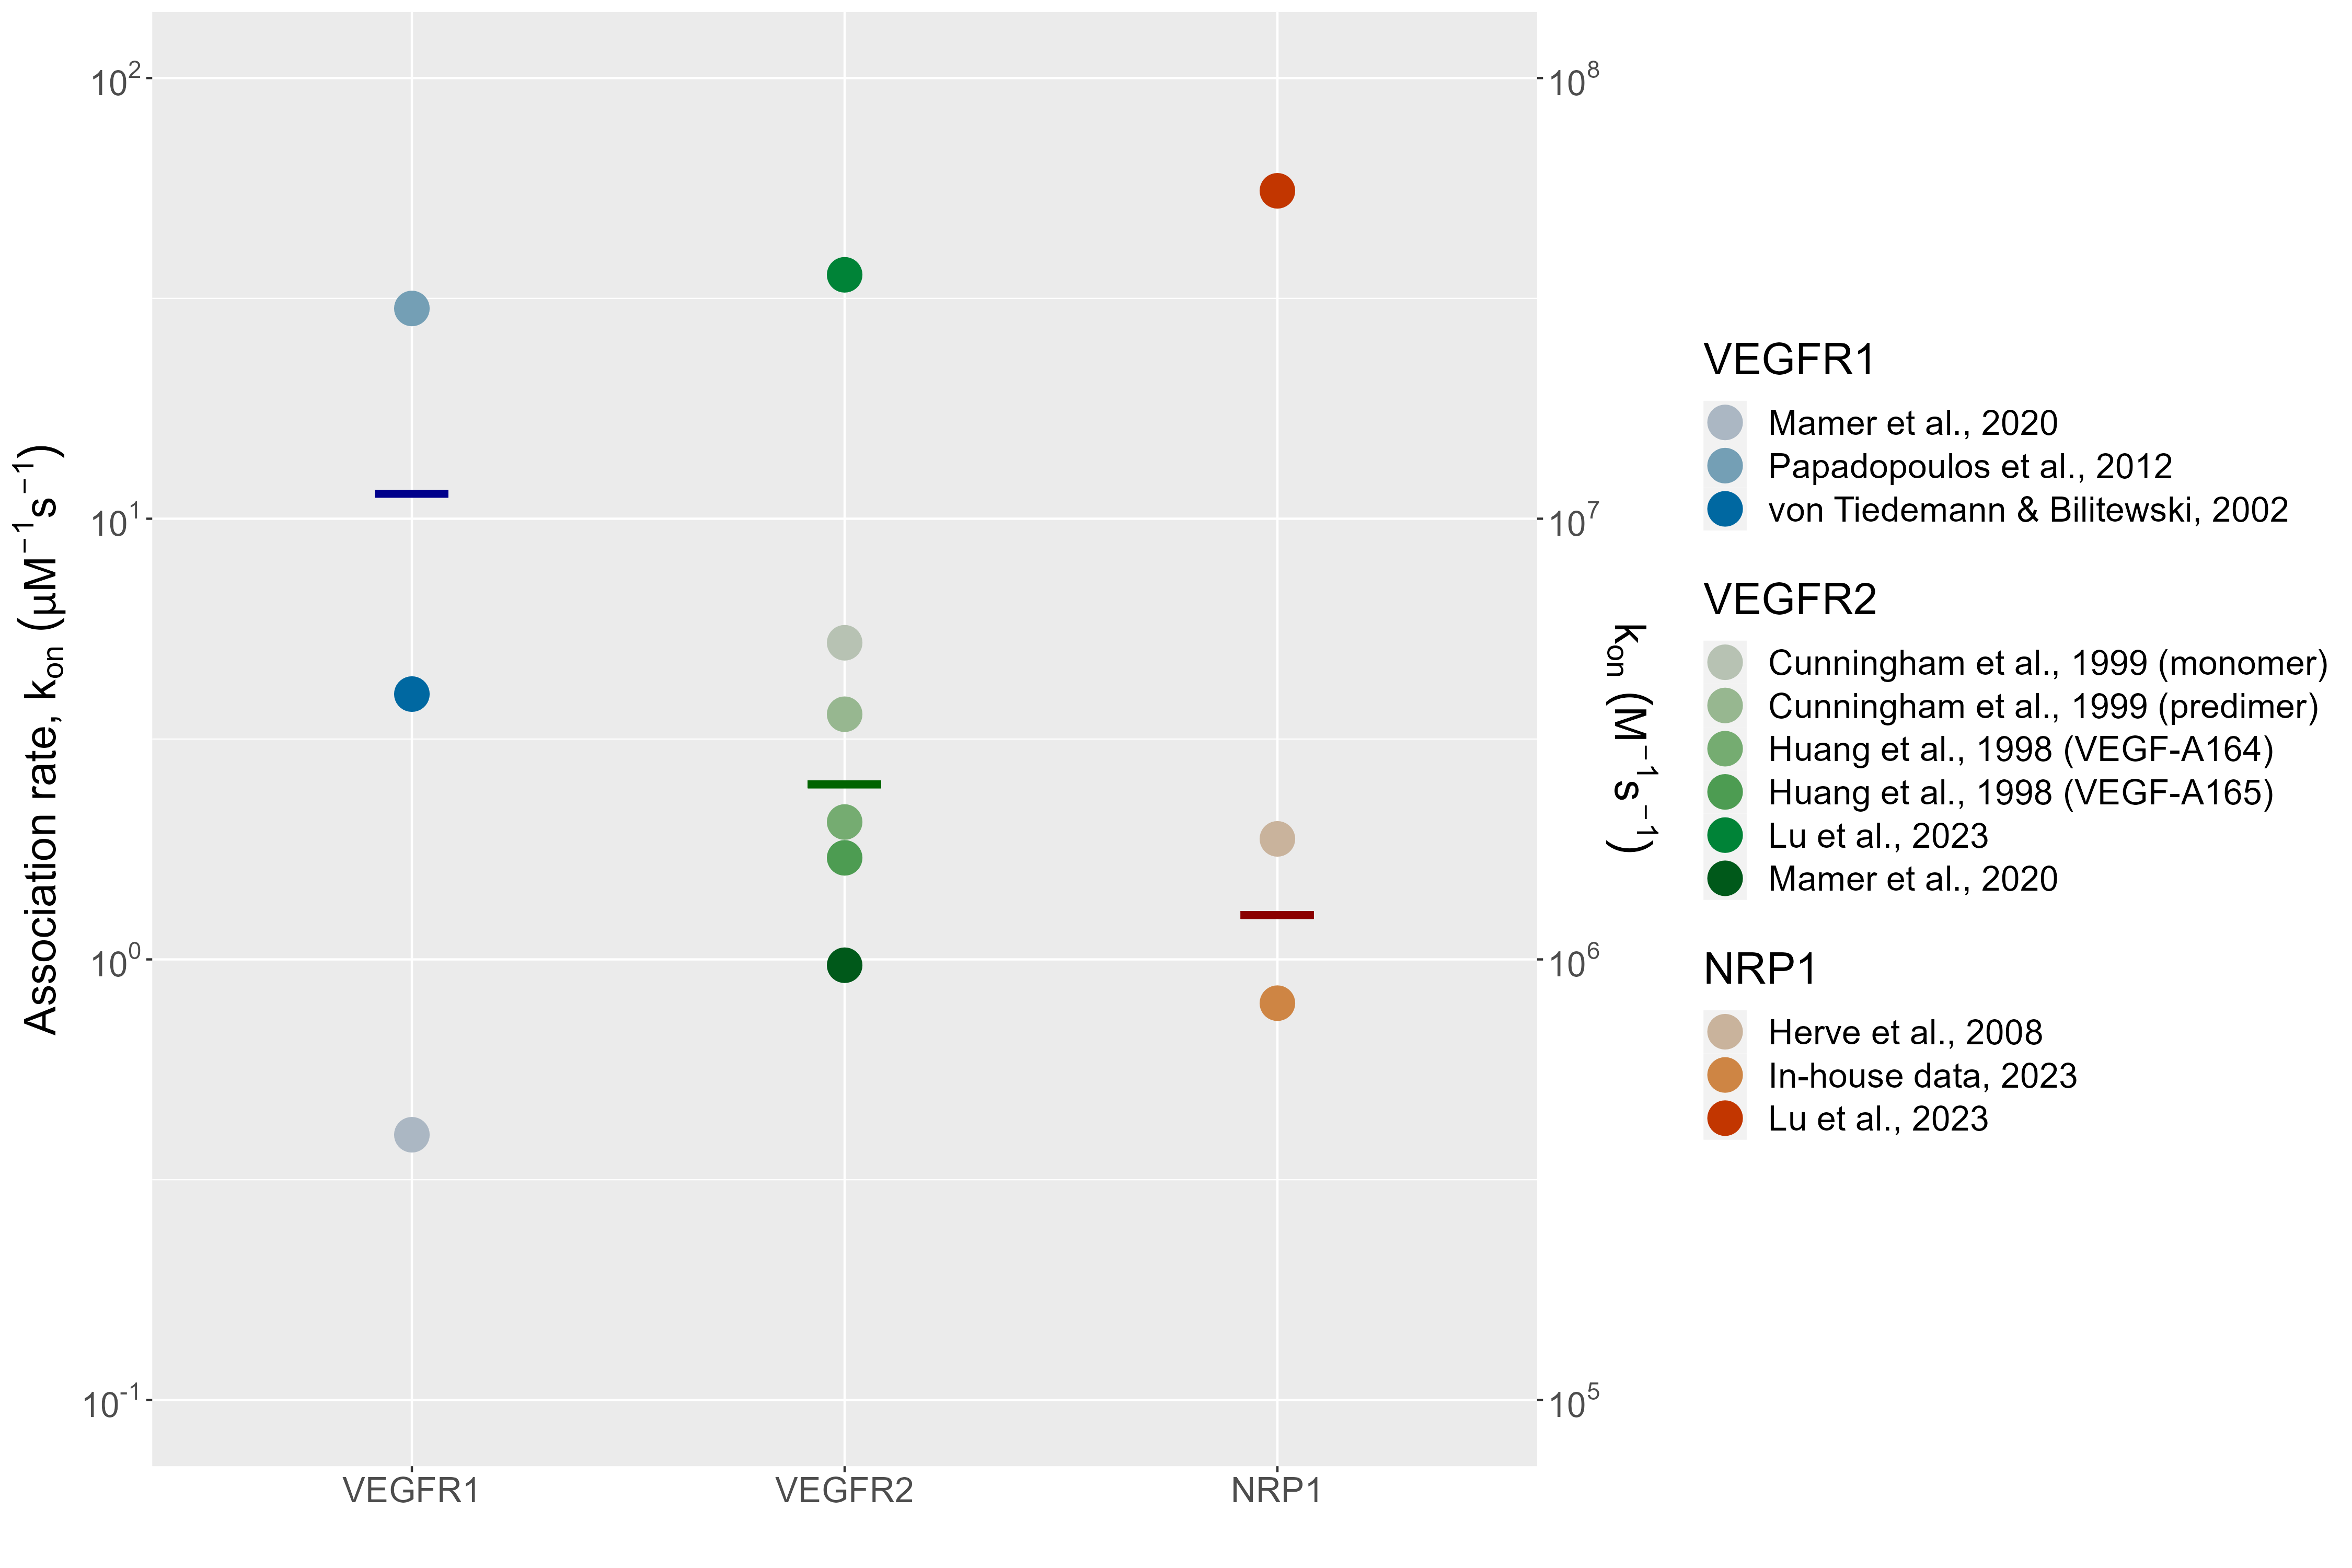 Association rate, kon (μM−1s−1)
10²
10¹
10⁰
10-1
VEGFR1
VEGFR2
NRP1
10⁸
10⁷
10⁶
10⁵
kon (M−1s−1)
VEGFR1
Mamer et al., 2020
Papadopoulos et al., 2012
von Tiedemann & Bilitewski, 2002
VEGFR2
Cunningham et al., 1999 (monomer)
Cunningham et al., 1999 (predimer)
Huang et al., 1998 (VEGF-A164)
Huang et al., 1998 (VEGF-A165)
Lu et al., 2023
Mamer et al., 2020
NRP1
Herve et al., 2008
In-house data, 2023
Lu et al., 2023